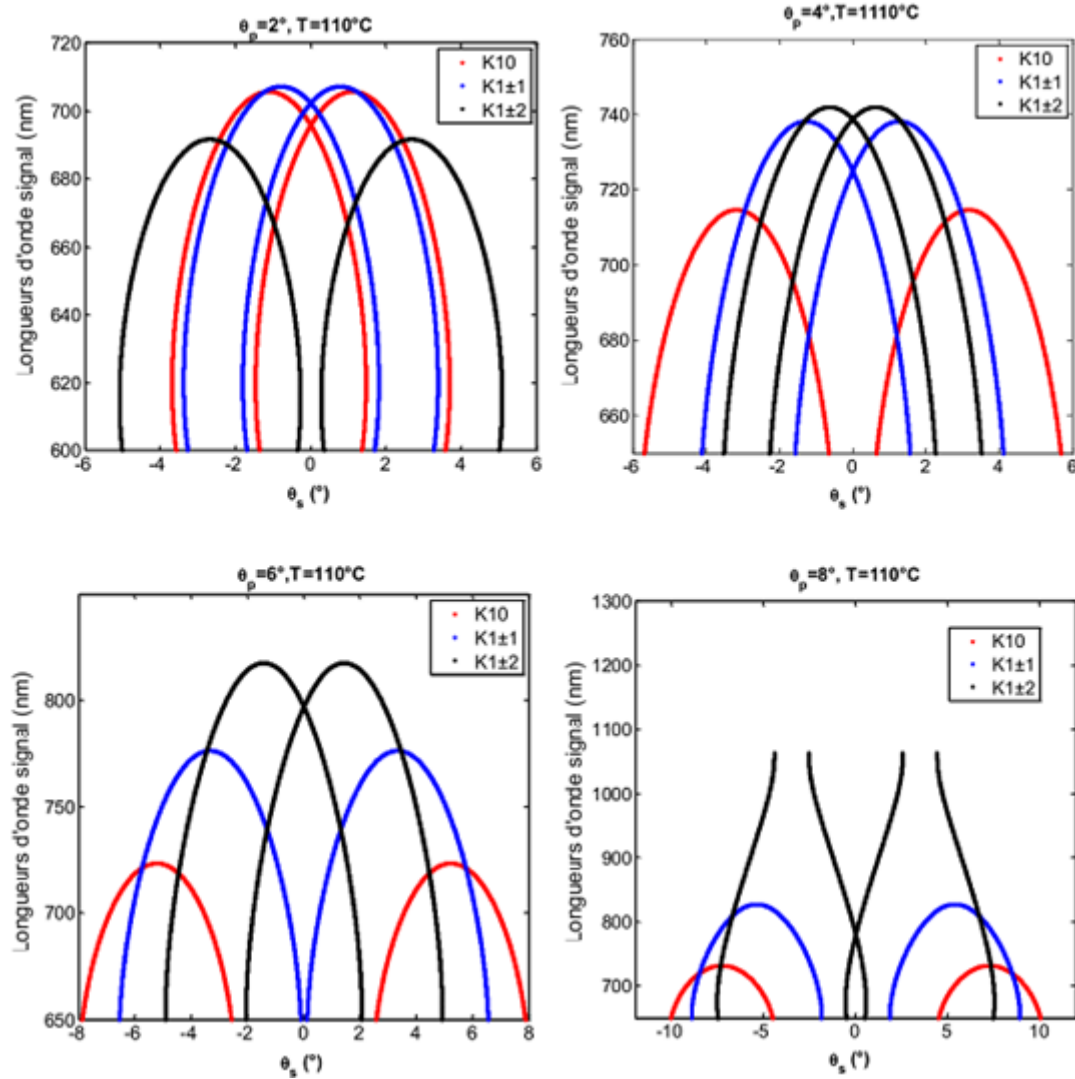 θp=2°, T=110°C
720
700
680
660
640
620
600
-6 -4 -2 0 2 4 6
Longueurs d'onde signal (nm)
θs (°)
K10
K1±1
K1±2
θp=4°,T=1110°C
760
740
720
700
680
660
-6 -4 -2 0 2 4 6
Longueurs d'onde signal (nm)
θs (°)
K10
K1±1
K1±2
θp=6°,T=110°C
800
750
700
650
-8 -6 -4 -2 0 2 4 6 8
Longueurs d'onde signal (nm)
θs (°)
K10
K1±1
K1±2
θp=8°, T=110°C
1300
1200
1100
1000
900
800
700
-10 -5 0 5 10
Longueurs d'onde signal (nm)
θs (°)
K10
K1±1
K1±2